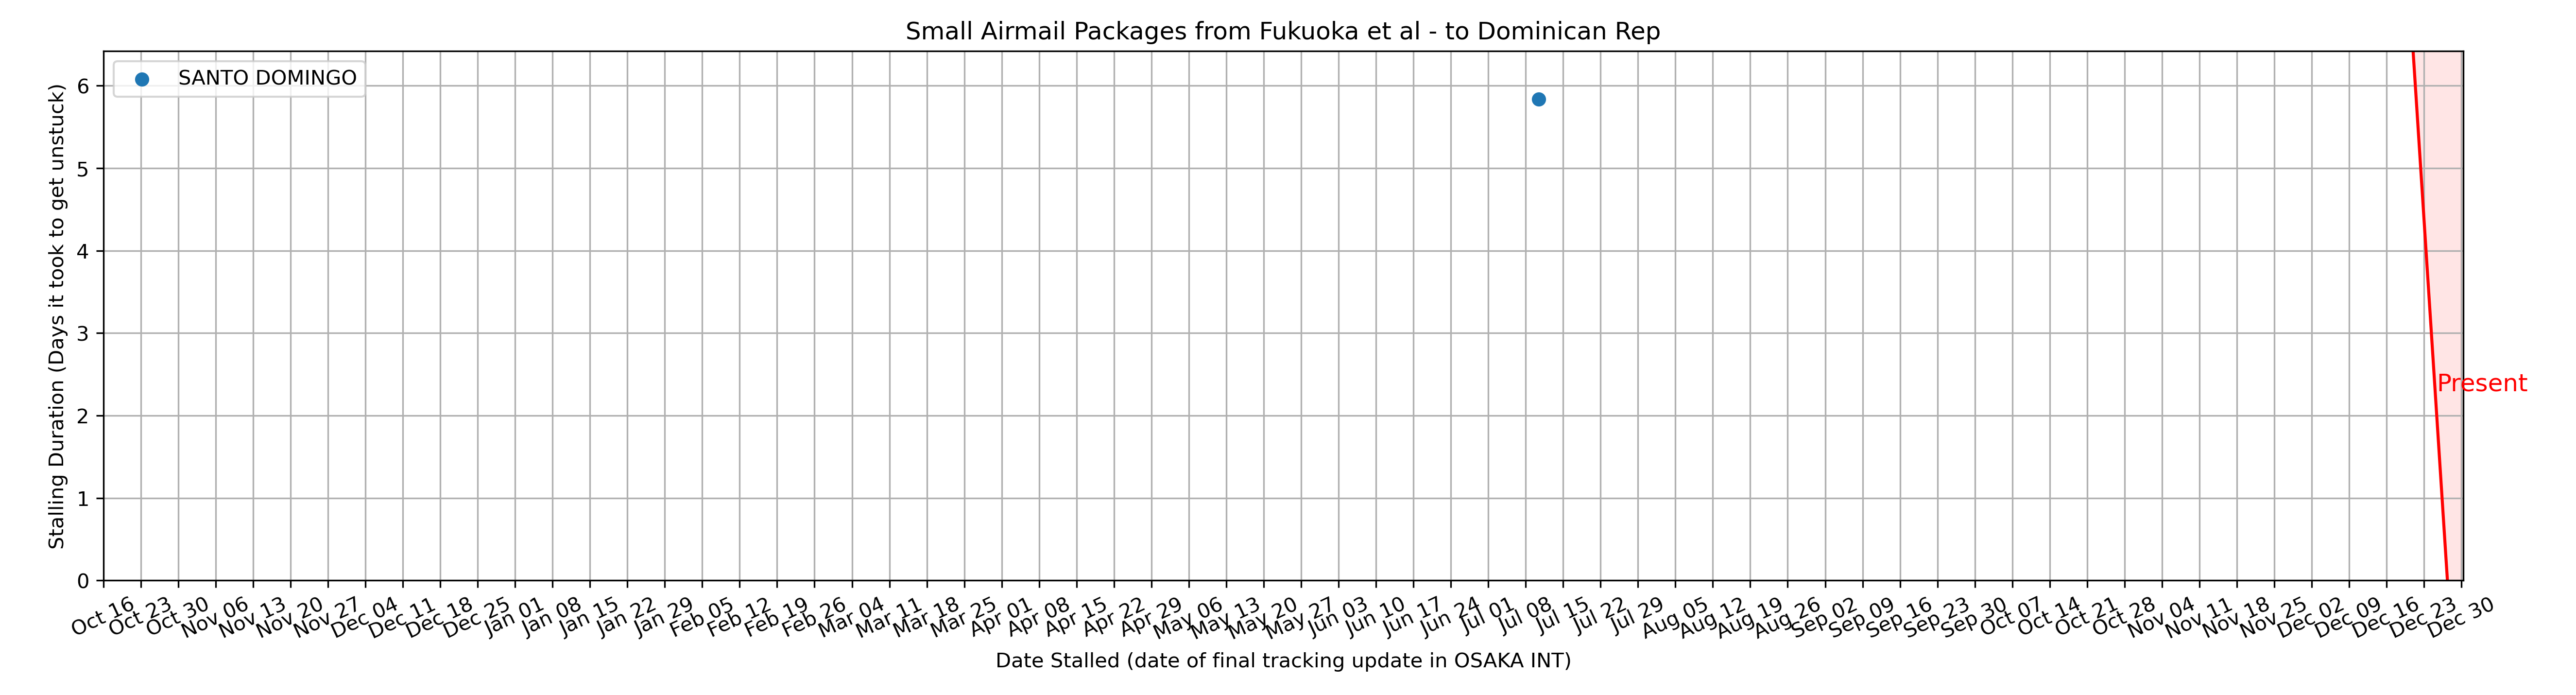 Small Airmail Packages from Fukuoka et al - to Dominican Rep
SANTO DOMINGO
Stalling Duration (Days it took to get unstuck)
6
5
4
3
2
1
0
Present
Oct 16 Oct 23 Oct 30 Nov 06 Nov 13 Nov 20 Nov 27 Dec 04 Dec 11 Dec 18 Dec 25 Jan 01 Jan 08 Jan 15 Jan 22 Jan 29 Feb 05 Feb 12 Feb 19 Feb 26 Mar 04 Mar 11 Mar 18 Mar 25 Apr 01 Apr 08 Apr 15 Apr 22 Apr 29 May 06 May 13 May 20 May 27 Jun 03 Jun 10 Jun 17 Jun 24 Jul 01 Jul 08 Jul 15 Jul 22 Jul 29 Aug 05 Aug 12 Aug 19 Aug 26 Sep 02 Sep 09 Sep 16 Sep 23 Sep 30 Oct 07 Oct 14 Oct 21 Oct 28 Nov 04 Nov 11 Nov 18 Nov 25 Dec 02 Dec 09 Dec 16 Dec 23 Dec 30
Date Stalled (date of final tracking update in OSAKA INT)